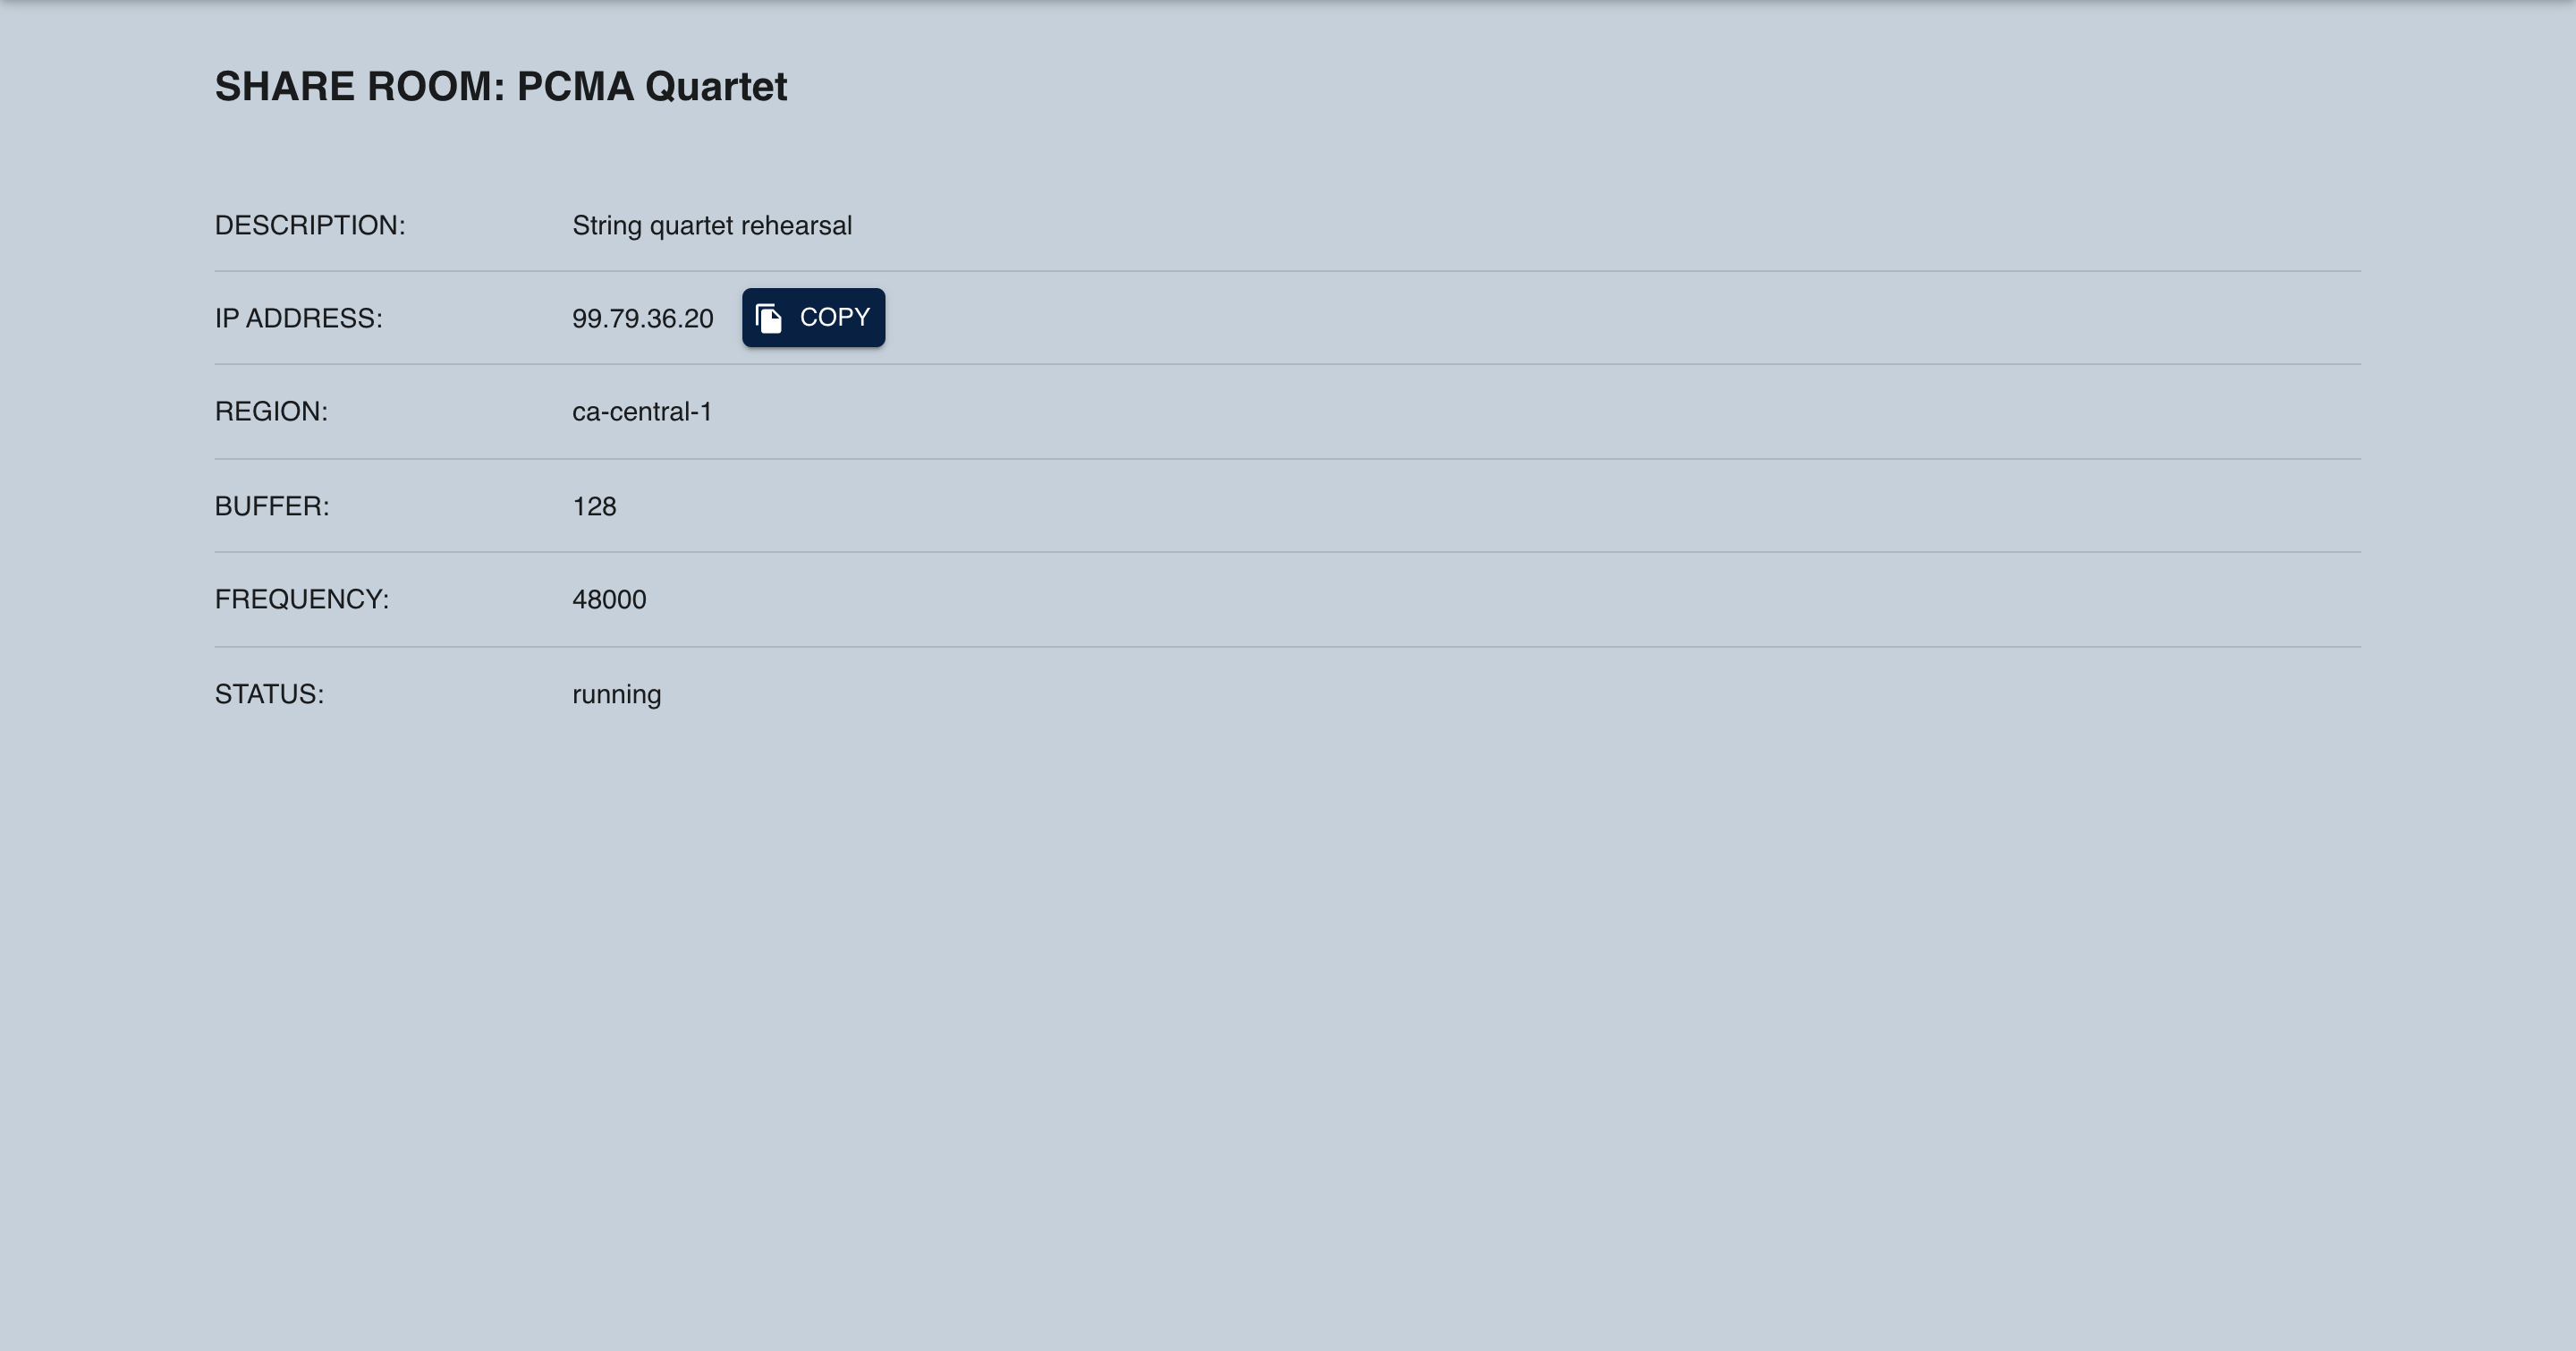 SHARE ROOM: PCMA Quartet
DESCRIPTION: String quartet rehearsal
IP ADDRESS: 99.79.36.20 COPY
REGION: ca-central-1
BUFFER: 128
FREQUENCY: 48000
STATUS: running